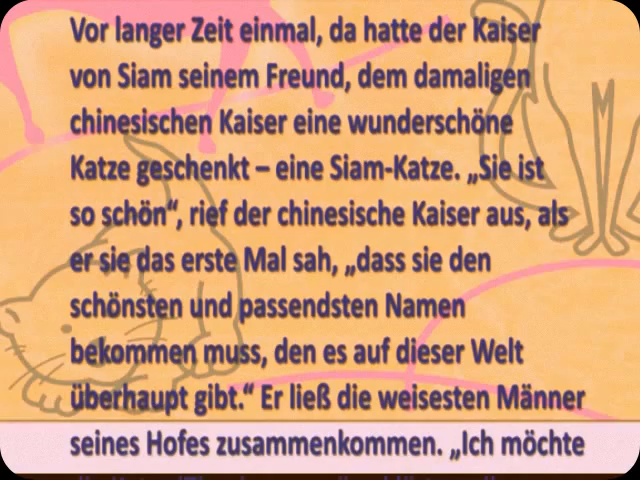 Vor langer Zeit einmal, da hatte der Kaiser
von Siam seinem Freund, dem damaligen
chinesischen Kaiser eine wunderschöne
Katze geschenkt – eine Siam-Katze. „Sie ist
so schön“, rief der chinesische Kaiser aus, als
er sie das erste Mal sah, „dass sie den
schönsten und passendsten Namen
bekommen muss, den es auf dieser Welt
überhaupt gibt.“ Er ließ die weisesten Männer
seines Hofes zusammenkommen. „Ich möchte